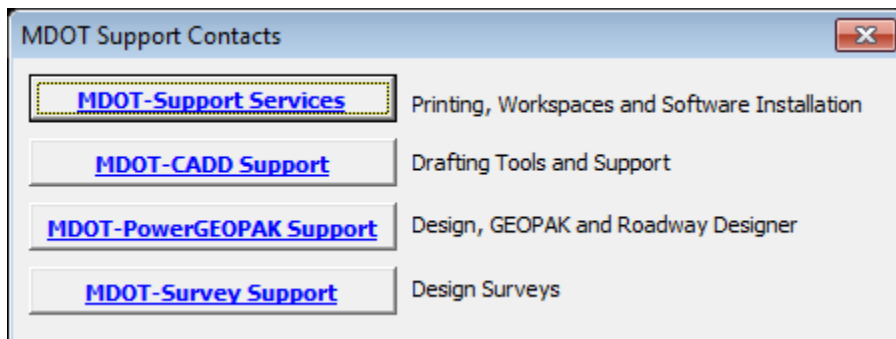 MDOT Support Contacts
MDOT-Support Services Printing, Workspaces and Software Installation
MDOT-CADD Support Drafting Tools and Support
MDOT-PowerGEOPAK Support Design, GEOPAK and Roadway Designer
MDOT-Survey Support Design Surveys